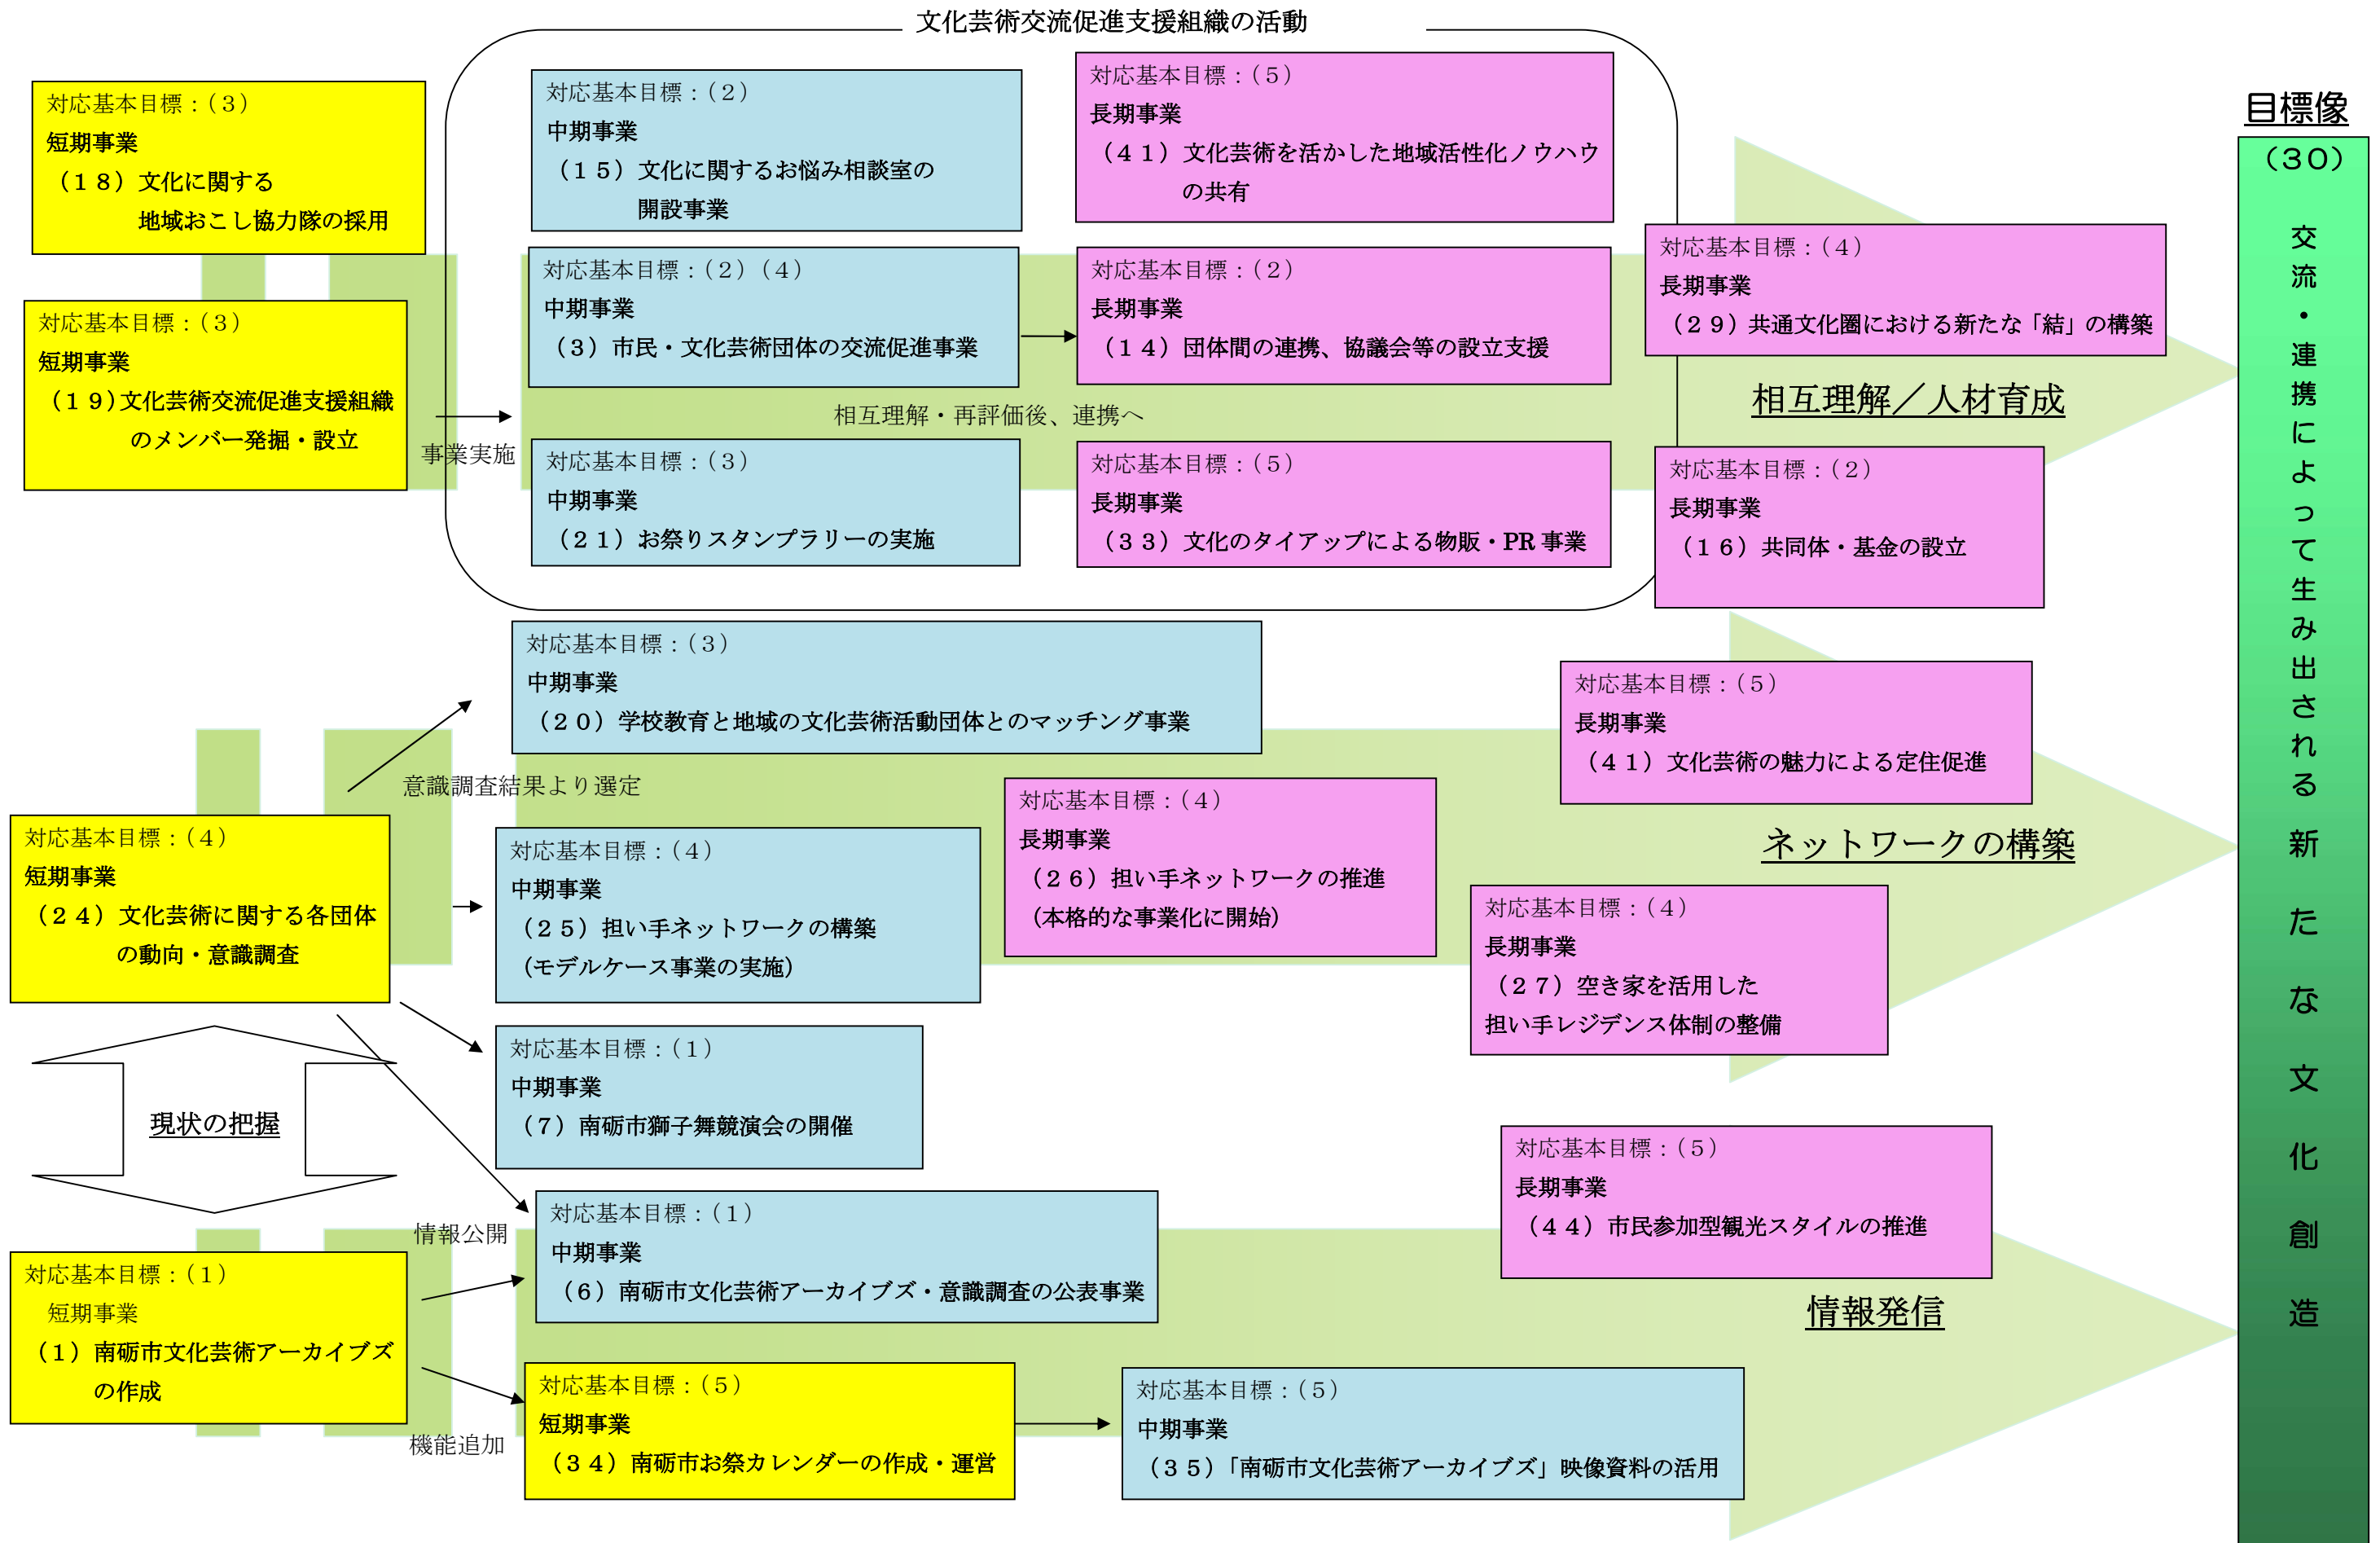 文化芸術交流促進支援組織の活動
対応基本目標：（３）
短期事業
（１８）文化に関する
地域おこし協力隊の採用
対応基本目標：（２）
中期事業
（１５）文化に関するお悩み相談室の
開設事業
対応基本目標：（５）
長期事業
（４１）文化芸術を活かした地域活性化ノウハウ
の共有
対応基本目標：（３）
短期事業
（１９）文化芸術交流促進支援組織
のメンバー発掘・設立
事業実施
対応基本目標：（２）（４）
中期事業
（３）市民・文化芸術団体の交流促進事業
対応基本目標：（２）
長期事業
（１４）団体間の連携、協議会等の設立支援
対応基本目標：（４）
長期事業
（２９）共通文化圏における新たな「結」の構築
相互理解・再評価後、連携へ
相互理解／人材育成
対応基本目標：（３）
中期事業
（２１）お祭りスタンプラリーの実施
対応基本目標：（５）
長期事業
（３３）文化のタイアップによる物販・PR 事業
対応基本目標：（２）
長期事業
（１６）共同体・基金の設立
対応基本目標：（３）
中期事業
（２０）学校教育と地域の文化芸術活動団体とのマッチング事業
対応基本目標：（５）
長期事業
（４１）文化芸術の魅力による定住促進
意識調査結果より選定
対応基本目標：（４）
短期事業
（２４）文化芸術に関する各団体
の動向・意識調査
対応基本目標：（４）
中期事業
（２５）担い手ネットワークの構築
（モデルケース事業の実施）
対応基本目標：（４）
長期事業
（２６）担い手ネットワークの推進
（本格的な事業化に開始）
ネットワークの構築
対応基本目標：（４）
長期事業
（２７）空き家を活用した
担い手レジデンス体制の整備
対応基本目標：（１）
中期事業
（７）南砺市獅子舞競演会の開催
現状の把握
情報公開
対応基本目標：（１）
中期事業
（６）南砺市文化芸術アーカイブズ・意識調査の公表事業
対応基本目標：（５）
長期事業
（４４）市民参加型観光スタイルの推進
情報発信
対応基本目標：（１）
短期事業
（１）南砺市文化芸術アーカイブズ
の作成
機能追加
対応基本目標：（５）
短期事業
（３４）南砺市お祭カレンダーの作成・運営
対応基本目標：（５）
中期事業
（３５）「南砺市文化芸術アーカイブズ」映像資料の活用
目標像
（３０）
交流・連携によって生み出される新たな文化創造